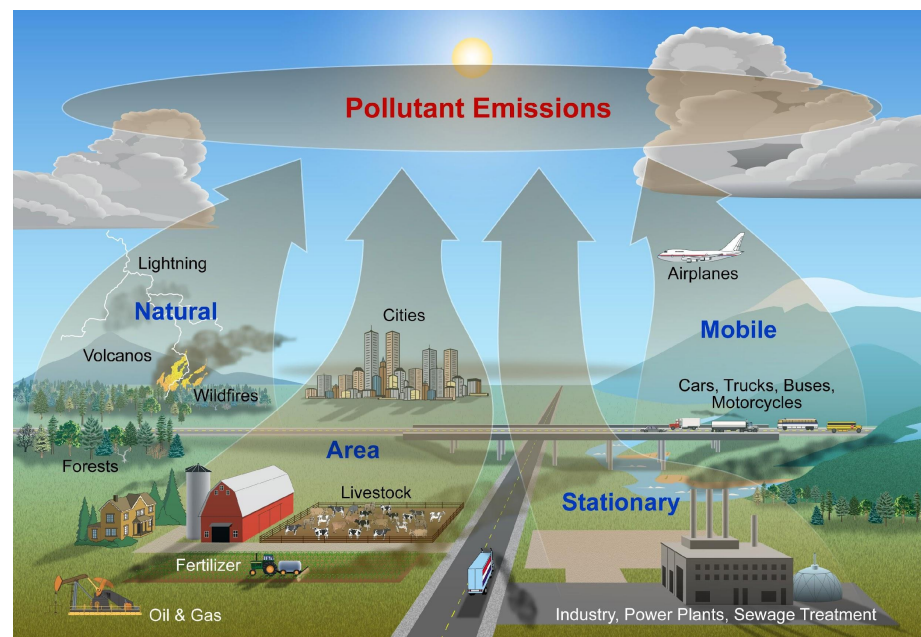 Pollutant Emissions
Lightning
Natural
Volcanos
Wildfires
Forests
Cities
Airplanes
Mobile
Cars, Trucks, Buses,
Motorcycles
Area
Livestock
Stationary
Fertilizer
Oil & Gas
Industry, Power Plants, Sewage Treatment